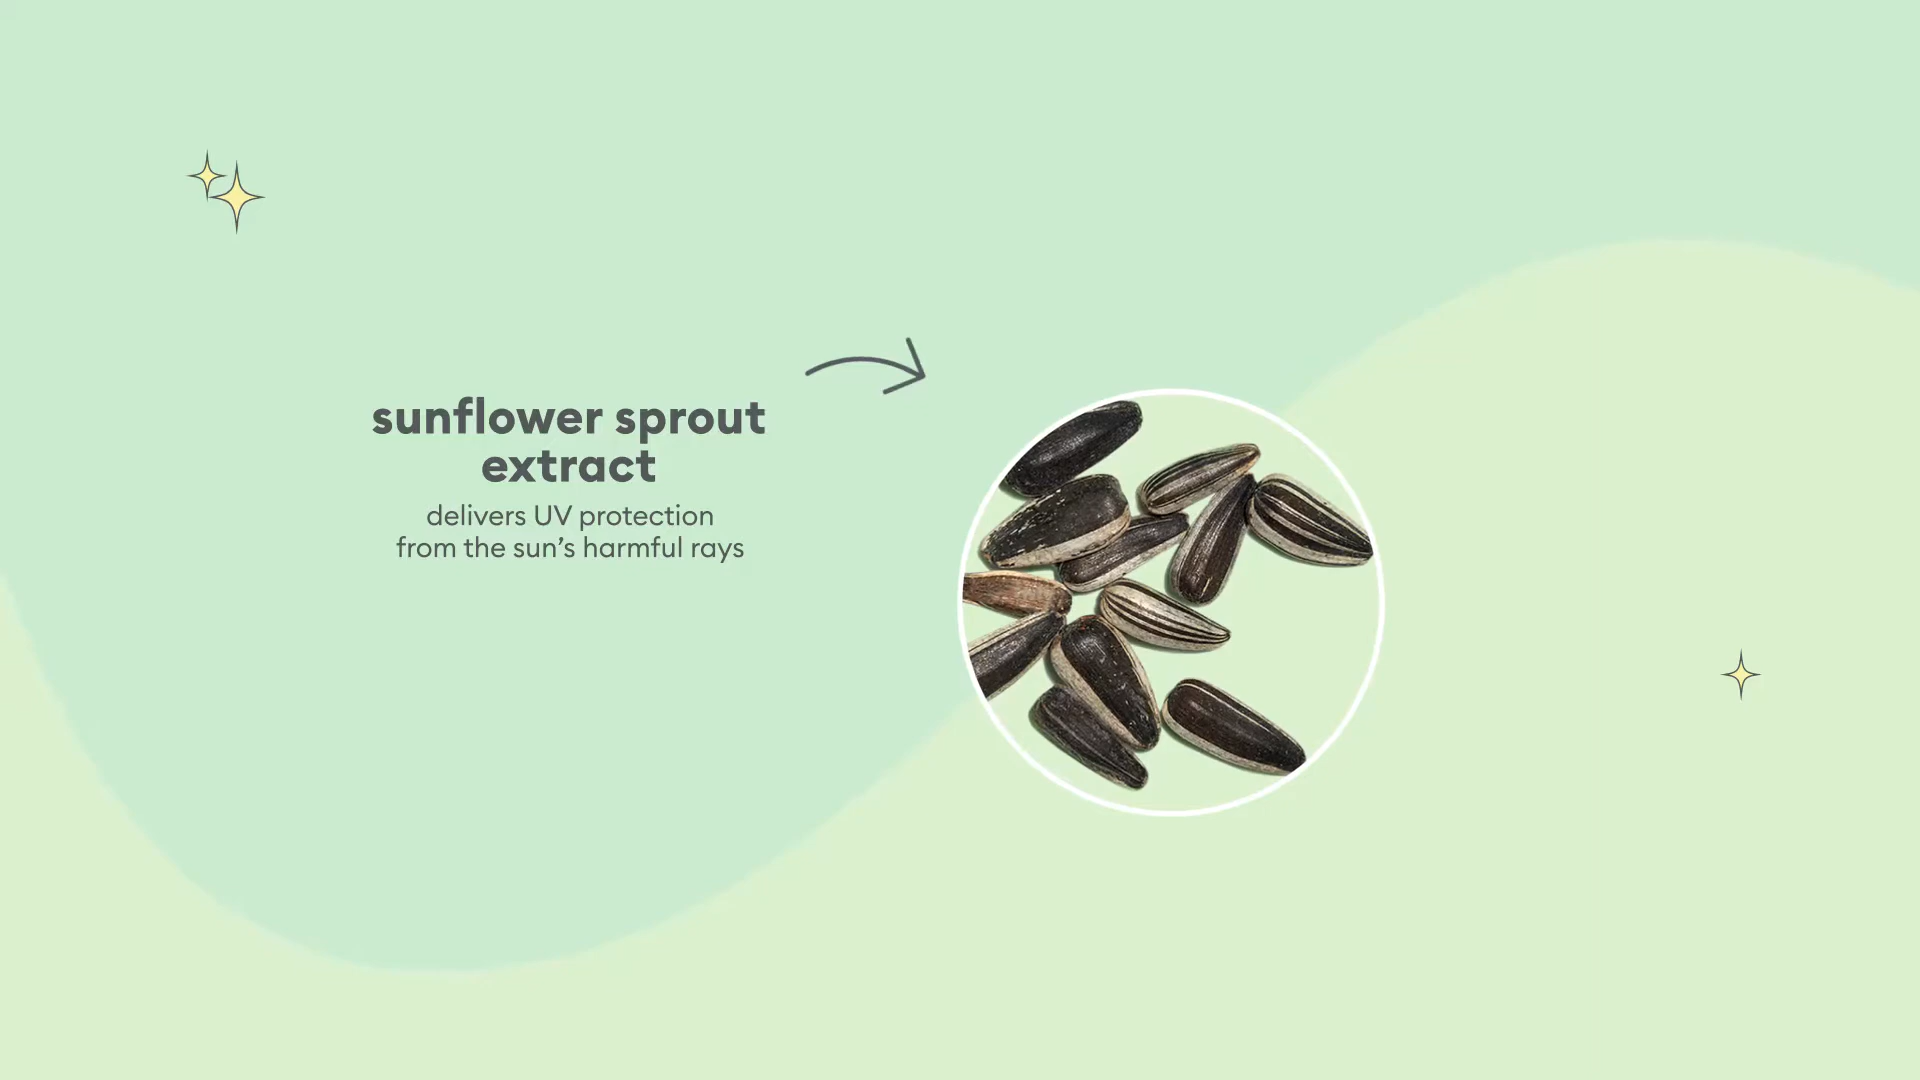 sunflower sprout
extract
delivers UV protection
from the sun’s harmful rays